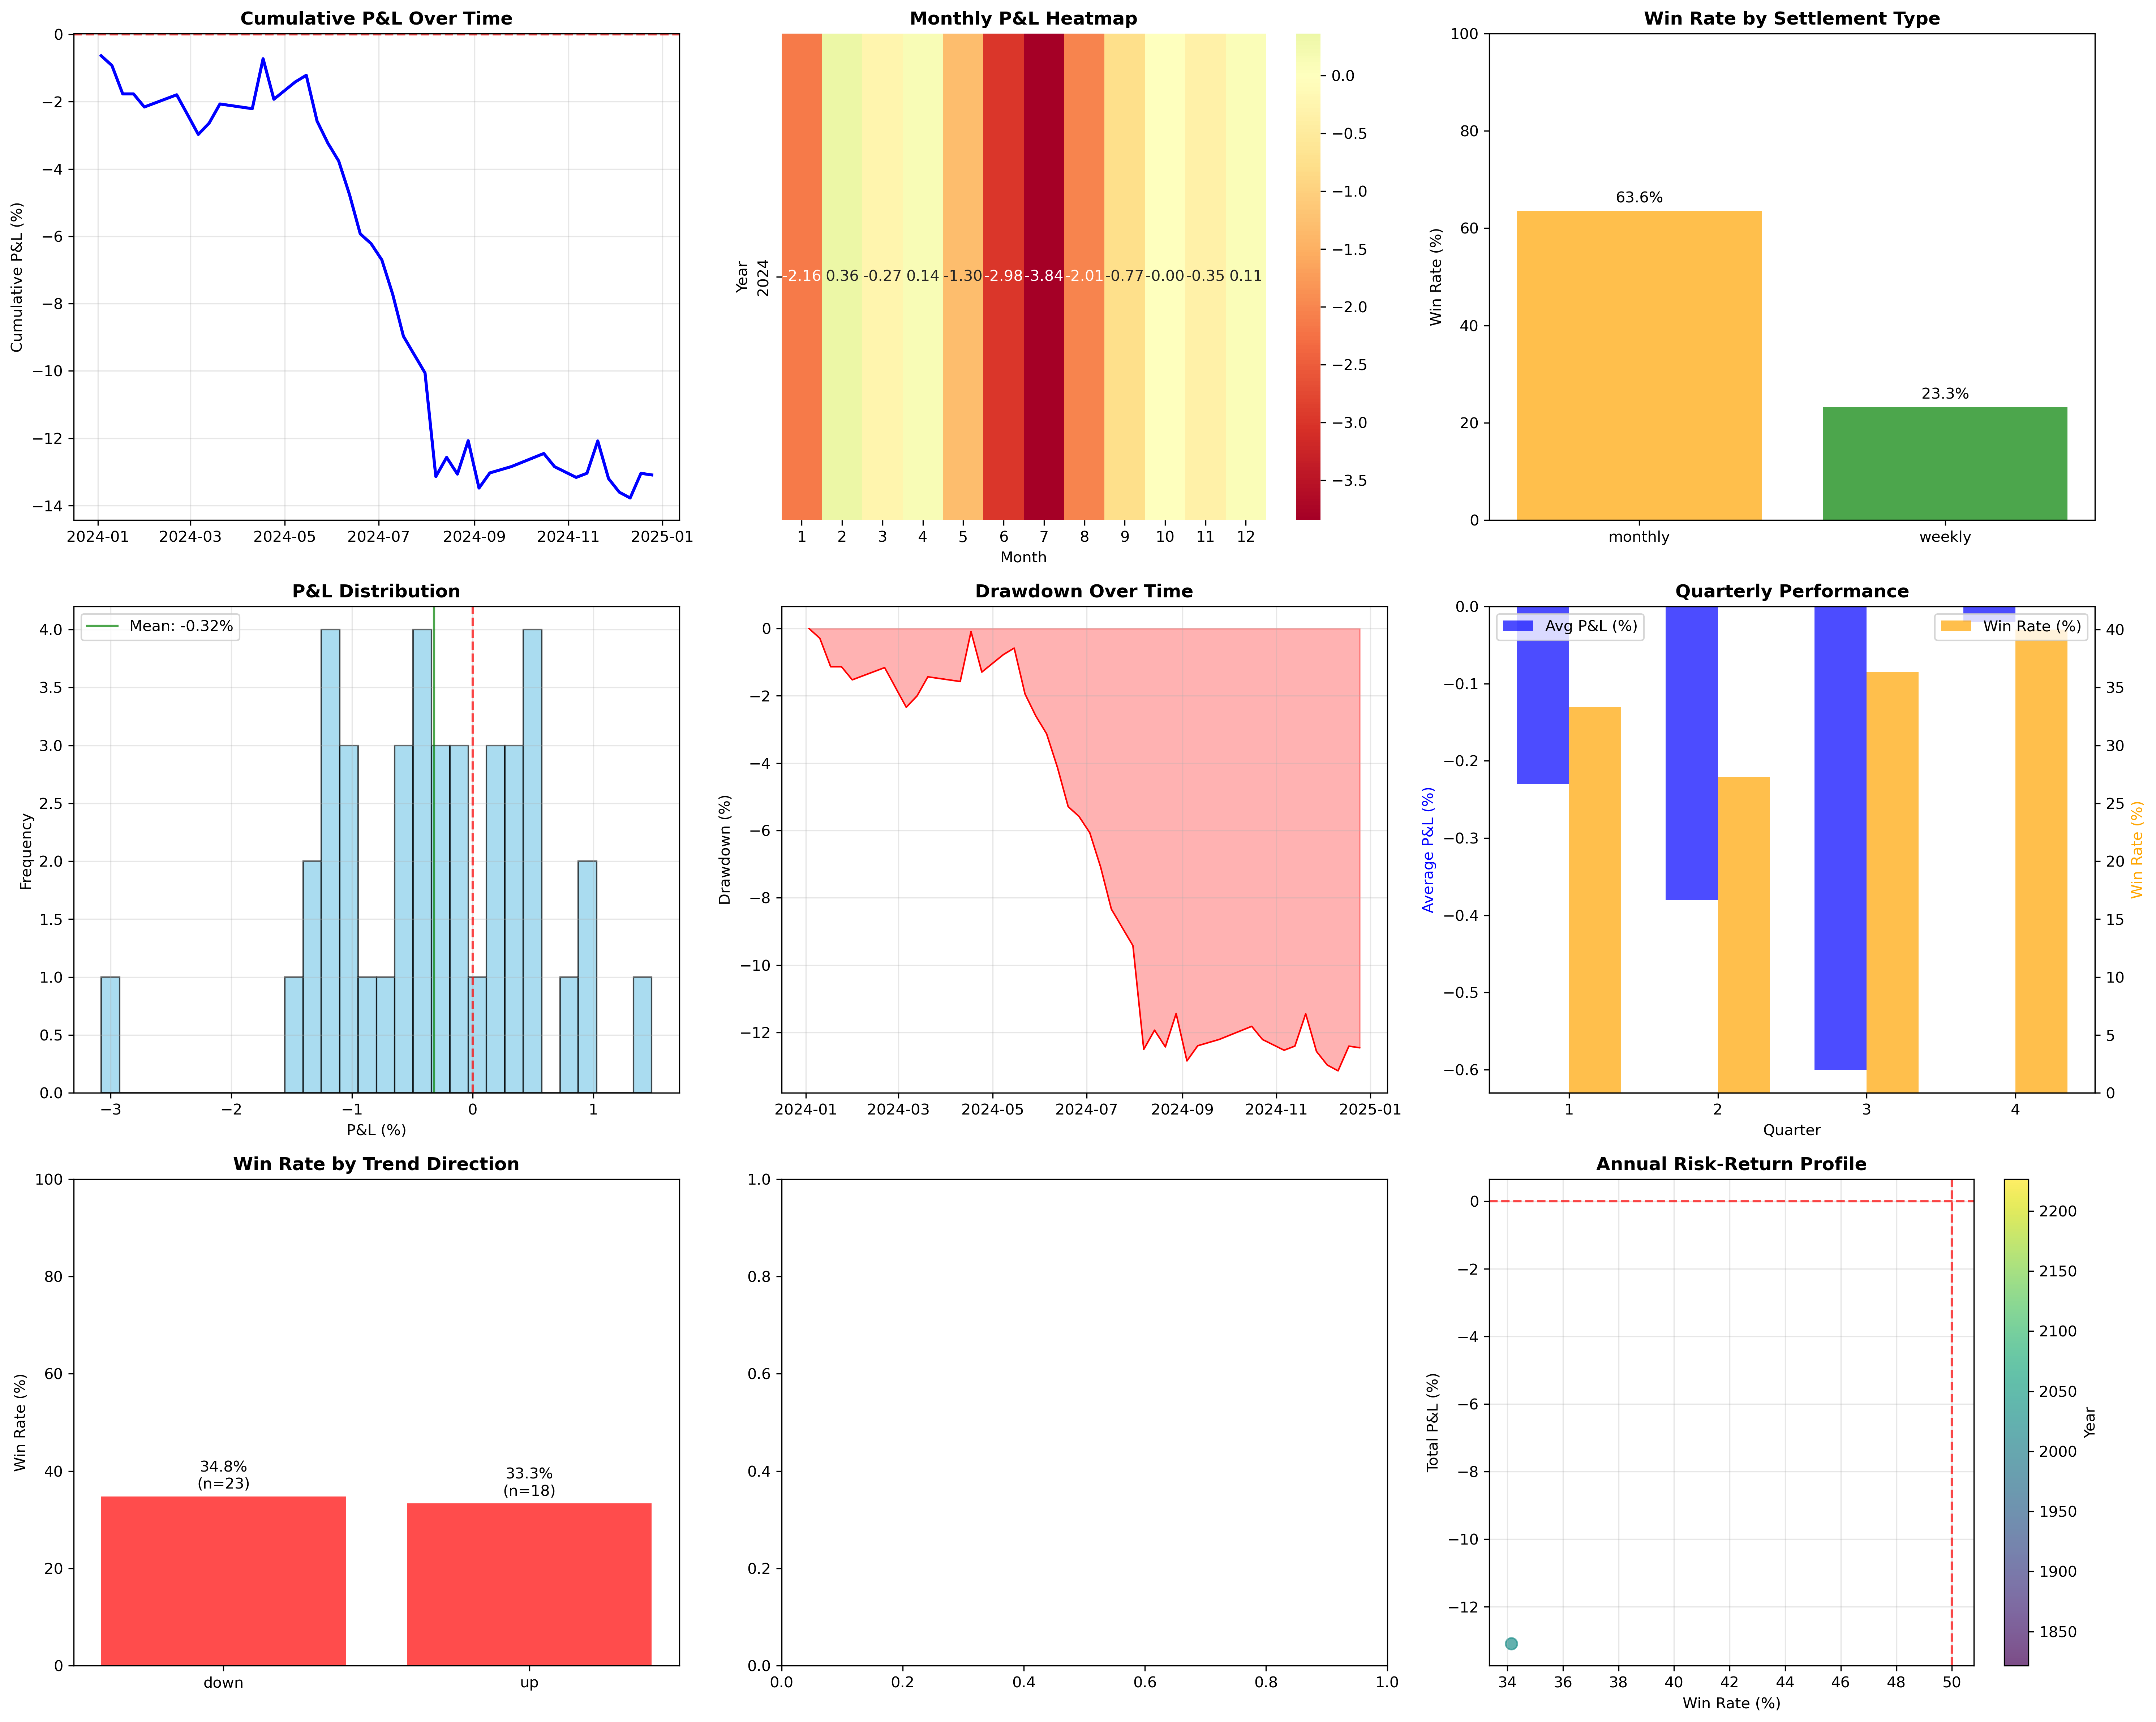 Cumulative P&L Over Time
Cumulative P&L (%)
0
−2
−4
−6
−8
−10
−12
−14
2024-01 2024-03 2024-05 2024-07 2024-09 2024-11 2025-01
Monthly P&L Heatmap
Year
2024
-2.16 0.36 -0.27 0.14 -1.30 -2.98 -3.84 -2.01 -0.77 -0.00 -0.35 0.11
1 2 3 4 5 6 7 8 9 10 11 12
Month
0.0
−0.5
−1.0
−1.5
−2.0
−2.5
−3.0
−3.5
Win Rate by Settlement Type
Win Rate (%)
100
80
60
40
20
0
63.6%
23.3%
monthly weekly
P&L Distribution
Mean: -0.32%
Frequency
4.0
3.5
3.0
2.5
2.0
1.5
1.0
0.5
0.0
−3 −2 −1 0 1
P&L (%)
Drawdown Over Time
Drawdown (%)
0
−2
−4
−6
−8
−10
−12
2024-01 2024-03 2024-05 2024-07 2024-09 2024-11 2025-01
Quarterly Performance
Avg P&L (%)
Win Rate (%)
Average P&L (%)
0.0
−0.1
−0.2
−0.3
−0.4
−0.5
−0.6
1 2 3 4
Quarter
40
35
30
25
20
15
10
5
0
Win Rate (%)
Win Rate by Trend Direction
Win Rate (%)
100
80
60
40
20
0
34.8%
(n=23)
33.3%
(n=18)
down up
1.0
0.8
0.6
0.4
0.2
0.0
0.0 0.2 0.4 0.6 0.8 1.0
Annual Risk-Return Profile
Total P&L (%)
0
−2
−4
−6
−8
−10
−12
34 36 38 40 42 44 46 48 50
Win Rate (%)
2200
2150
2100
2050
2000
1950
1900
1850
Year